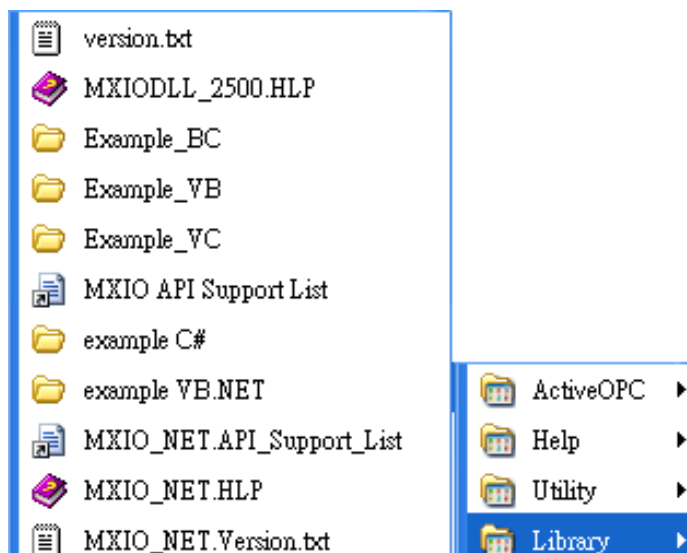 version.txt
MXIODLL_2500.HLP
Example_BC
Example_VB
Example_VC
MXIO API Support List
example C#
example VB.NET
MXIO_NET.API_Support_List
MXIO_NET.HLP
MXIO_NET.Version.txt
ActiveOPC
Help
Utility
Library